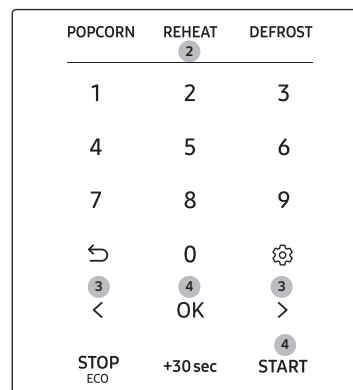 POPCORN REHEAT DEFROST
2
1 2 3
4 5 6
7 8 9
0
3 4 3
< OK >
4
STOP +30 sec START
ECO